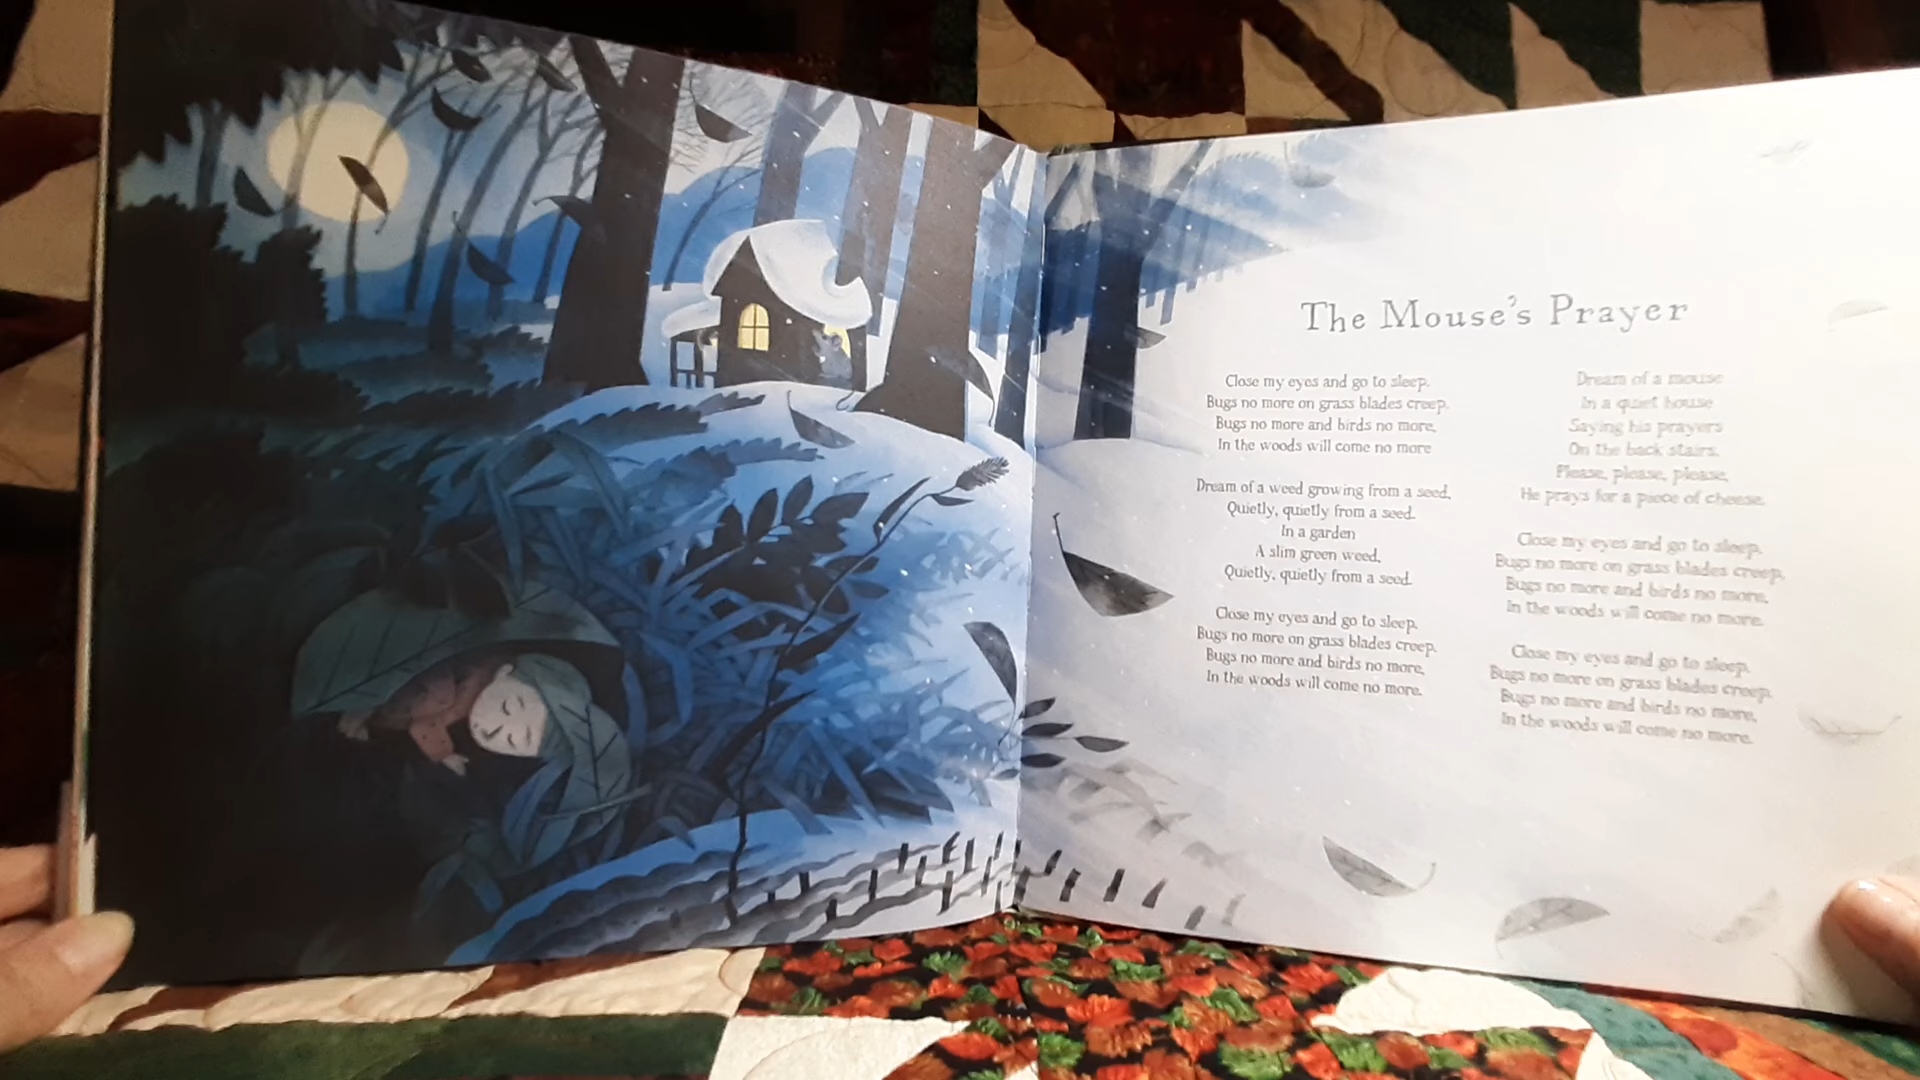 The Mouse's Prayer
Close my eyes and go to sleep.
Bugs no more on grass blades creep.
Bugs no more and birds no more,
In the woods will come no more
Dream of a weed growing from a seed,
Quietly, quietly from a seed.
In a garden
A slim green weed,
Quietly, quietly from a seed.
Close my eyes and go to sleep,
Bugs no more on grass blades creep,
Bugs no more and birds no more,
In the woods will come no more.
Dream of a mouse
In a quiet house
Saying his prayers
On the back stairs.
Please, please, please,
He prays for a piece of cheese.
Close my eyes and go to sleep,
Bugs no more on grass blades creep,
Bugs no more and birds no more,
In the woods will come no more.
Close my eyes and go to sleep,
Bugs no more on grass blades creep,
Bugs no more and birds no more,
In the woods will come no more.